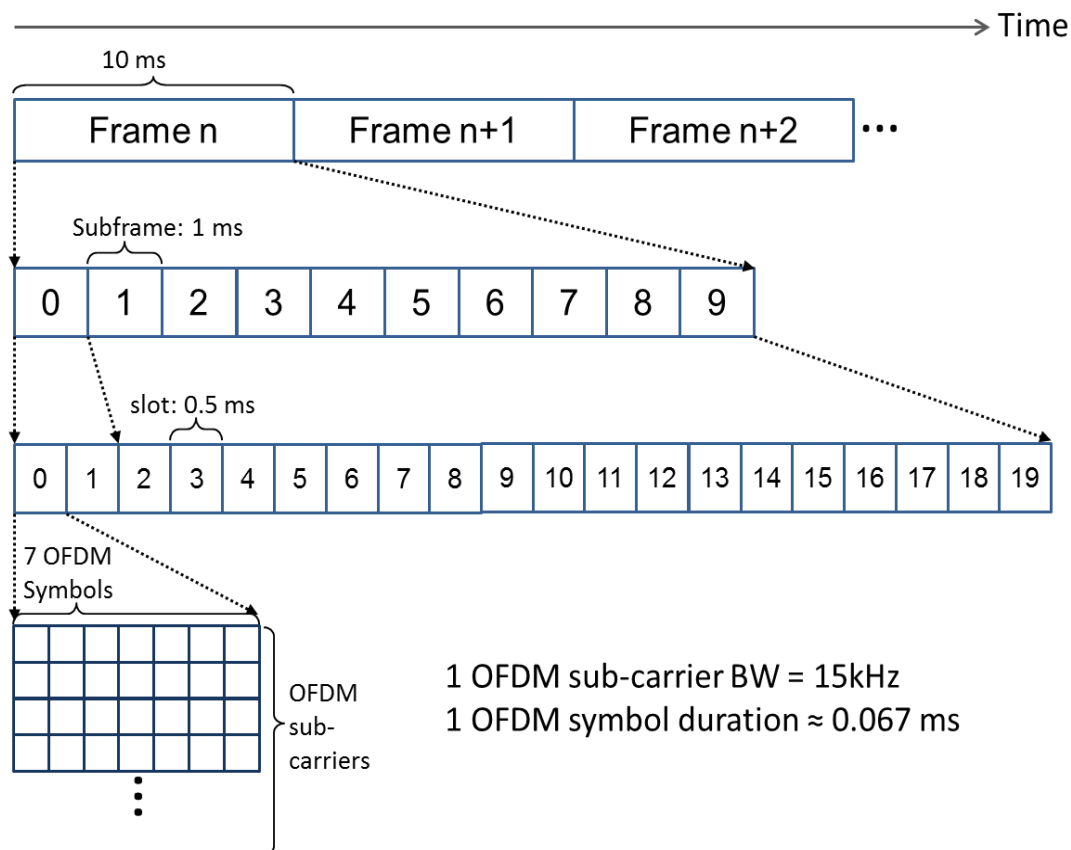 Time
10 ms
Frame n Frame n+1 Frame n+2 •••
Subframe: 1 ms
0 1 2 3 4 5 6 7 8 9
slot: 0.5 ms
0 1 2 3 4 5 6 7 8 9 10 11 12 13 14 15 16 17 18 19
7 OFDM
Symbols
OFDM
sub-
carriers
1 OFDM sub-carrier BW = 15kHz
1 OFDM symbol duration ≈ 0.067 ms